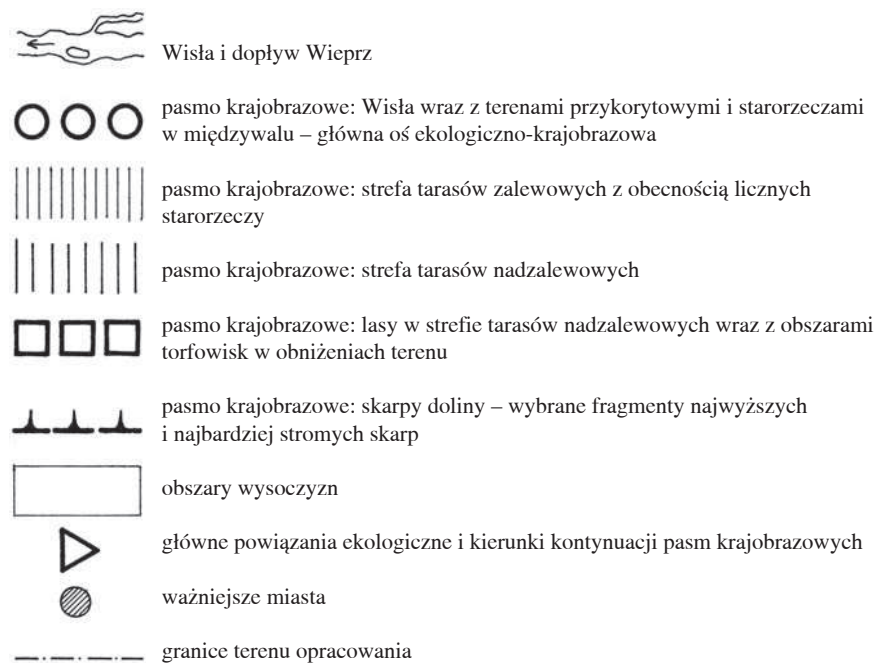 Wisła i dopływ Wieprz
pasmo krajobrazowe: Wisła wraz z terenami przykorytowymi i starorzeczami
w międzywalu – główna oś ekologiczno-krajobrazowa
pasmo krajobrazowe: strefa tarasów zalewowych z obecnością licznych
starorzeczy
pasmo krajobrazowe: strefa tarasów nadzalewowych
pasmo krajobrazowe: lasy w strefie tarasów nadzalewowych wraz z obszarami
torfowisk w obniżeniach terenu
pasmo krajobrazowe: skarpy doliny – wybrane fragmenty najwyższych
i najbardziej stromych skarp
obszary wysoczyzn
główne powiązania ekologiczne i kierunki kontynuacji pasm krajobrazowych
ważniejsze miasta
granice terenu opracowania